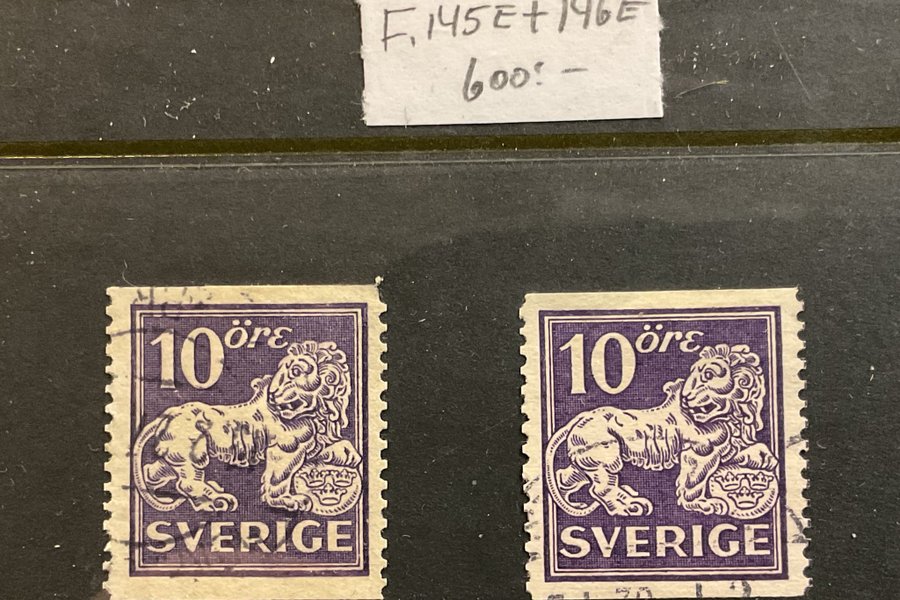 F. 145E + 146E
600:-
10 öre
SVERIGE
10 öre
SVERIGE